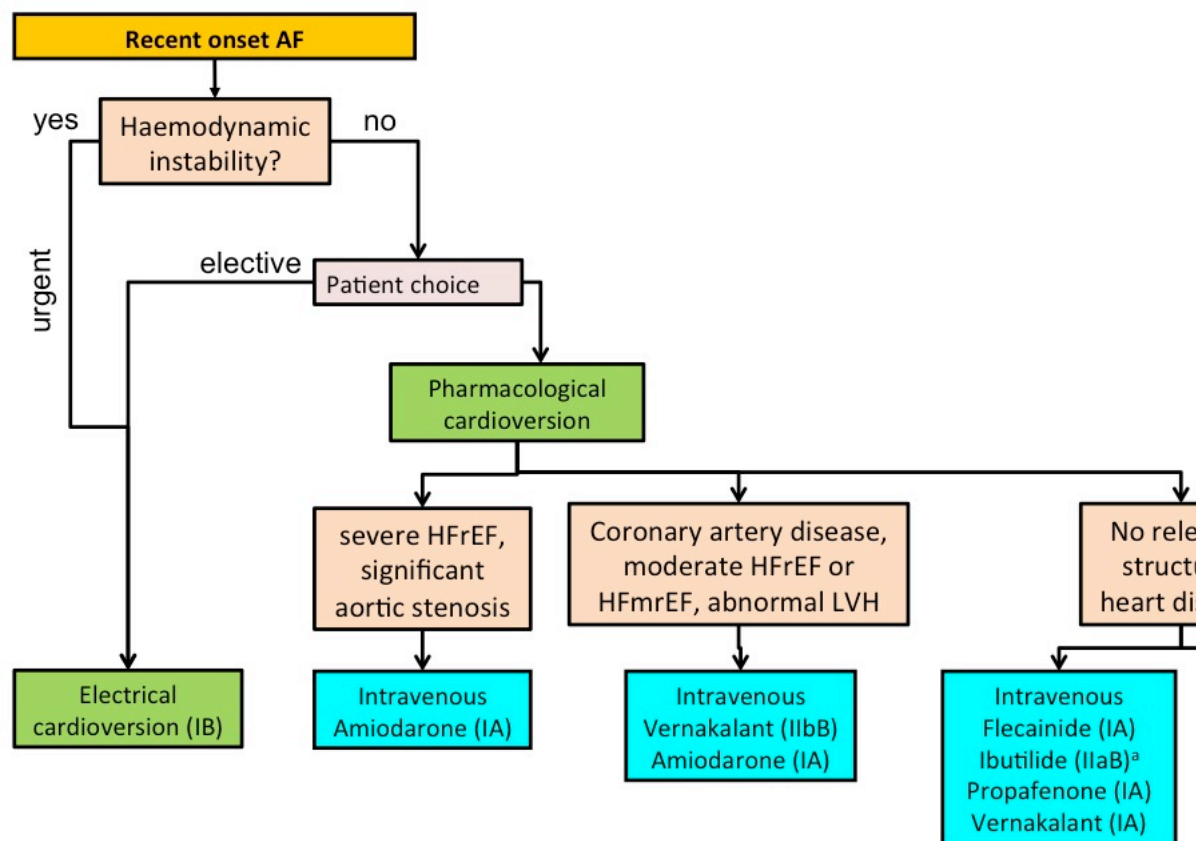 Recent onset AF
yes
Haemodynamic
instability?
no
urgent
elective
Patient choice
Pharmacological
cardioversion
severe HFrEF,
significant
aortic stenosis
Coronary artery disease,
moderate HFrEF or
HFmrEF, abnormal LVH
No
heart
Electrical
cardioversion (IB)
Intravenous
Amiodarone (IA)
Intravenous
Vernakalant (IIbB)
Amiodarone (IA)
Intravenous
Flecainide (IA)
Ibutilide (IIaB)ᵃ
Propafenone (IA)
Vernakalant (IA)